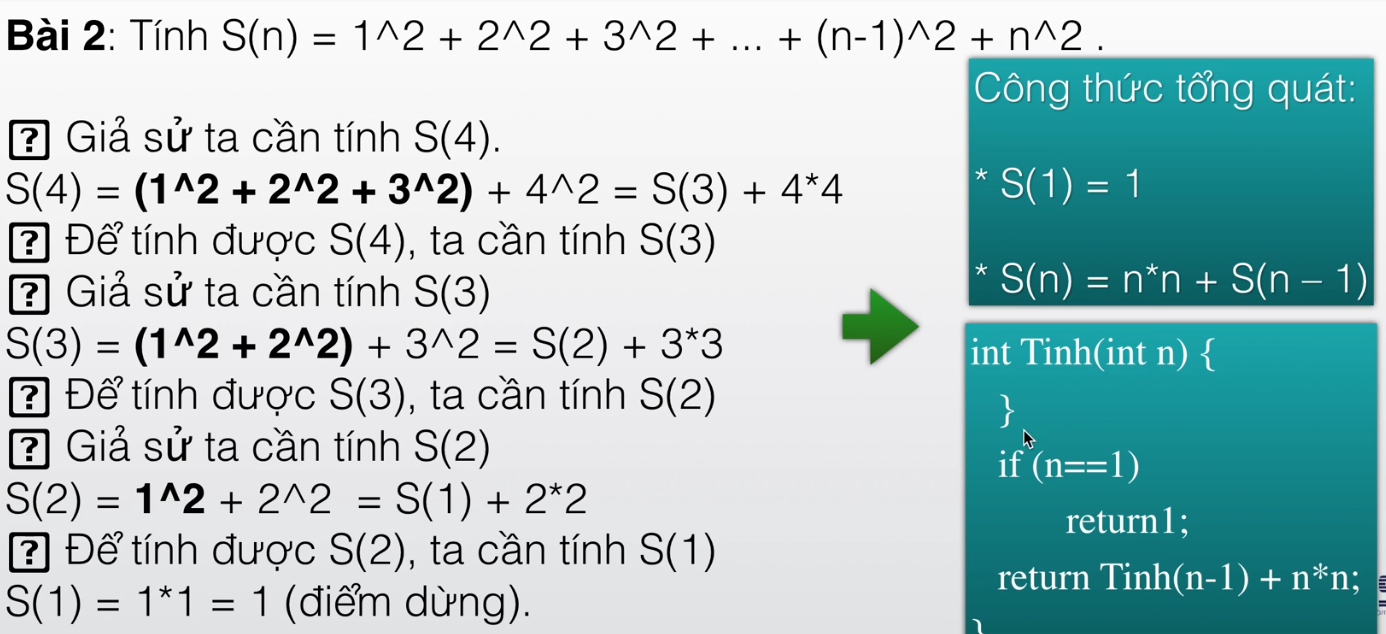 Bài 2: Tính S(n) = 1^2 + 2^2 + 3^2 + ... + (n-1)^2 + n^2 .
? Giả sử ta cần tính S(4).
S(4) = (1^2 + 2^2 + 3^2) + 4^2 = S(3) + 4*4
? Để tính được S(4), ta cần tính S(3)
? Giả sử ta cần tính S(3)
S(3) = (1^2 + 2^2) + 3^2 = S(2) + 3*3
? Để tính được S(3), ta cần tính S(2)
? Giả sử ta cần tính S(2)
S(2) = 1^2 + 2^2 = S(1) + 2*2
? Để tính được S(2), ta cần tính S(1)
S(1) = 1*1 = 1 (điểm dừng).
Công thức tổng quát:
* S(1) = 1
* S(n) = n*n + S(n – 1)
int Tinh(int n) {
}
if (n==1)
return1;
return Tinh(n-1) + n*n;
}